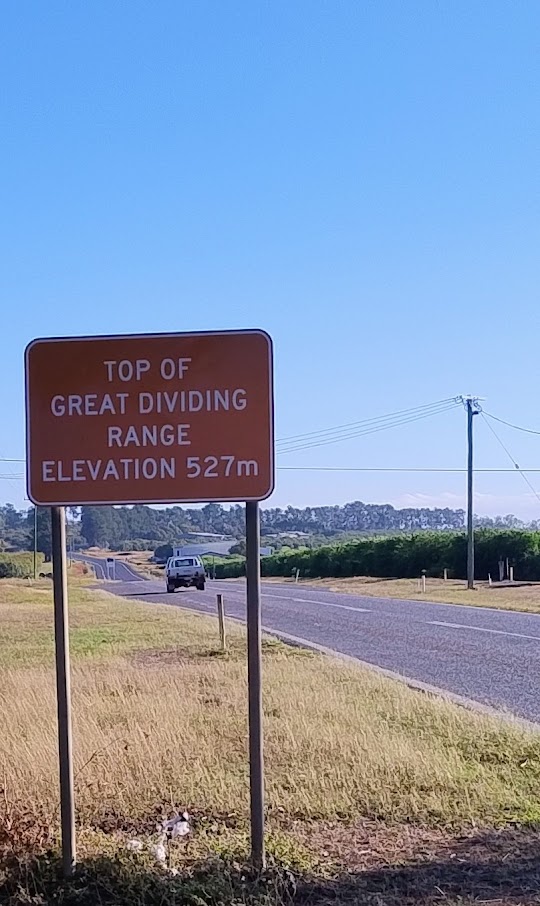 TOP OF
GREAT DIVIDING
RANGE
ELEVATION 527m